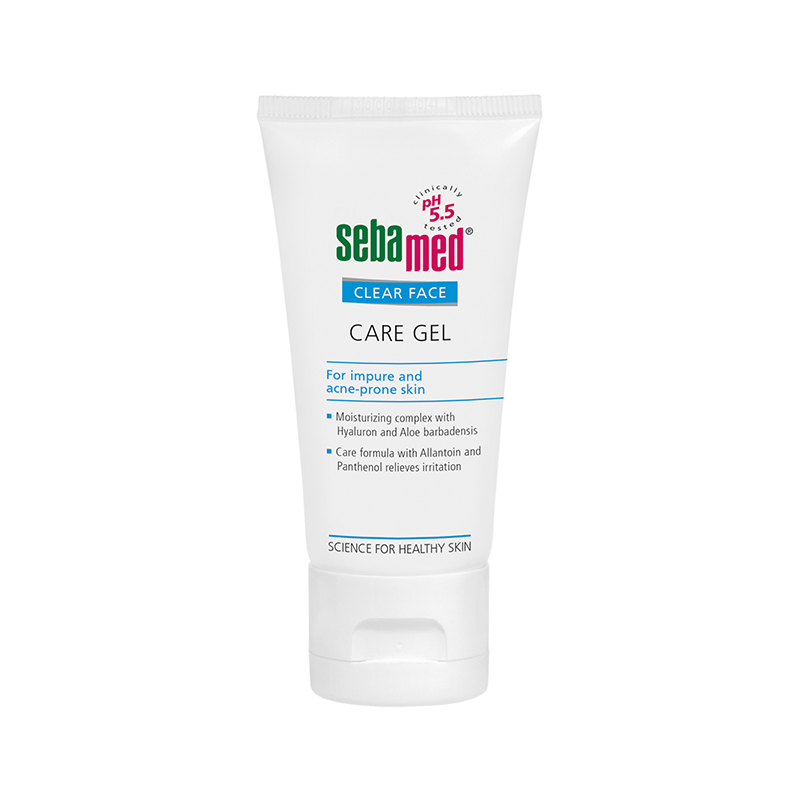 clinically
pH
5.5
tested
sebamed®
CLEAR FACE
CARE GEL
For impure and
acne-prone skin
▪ Moisturizing complex with
Hyaluron and Aloe barbadensis
▪ Care formula with Allantoin and
Panthenol relieves irritation
SCIENCE FOR HEALTHY SKIN